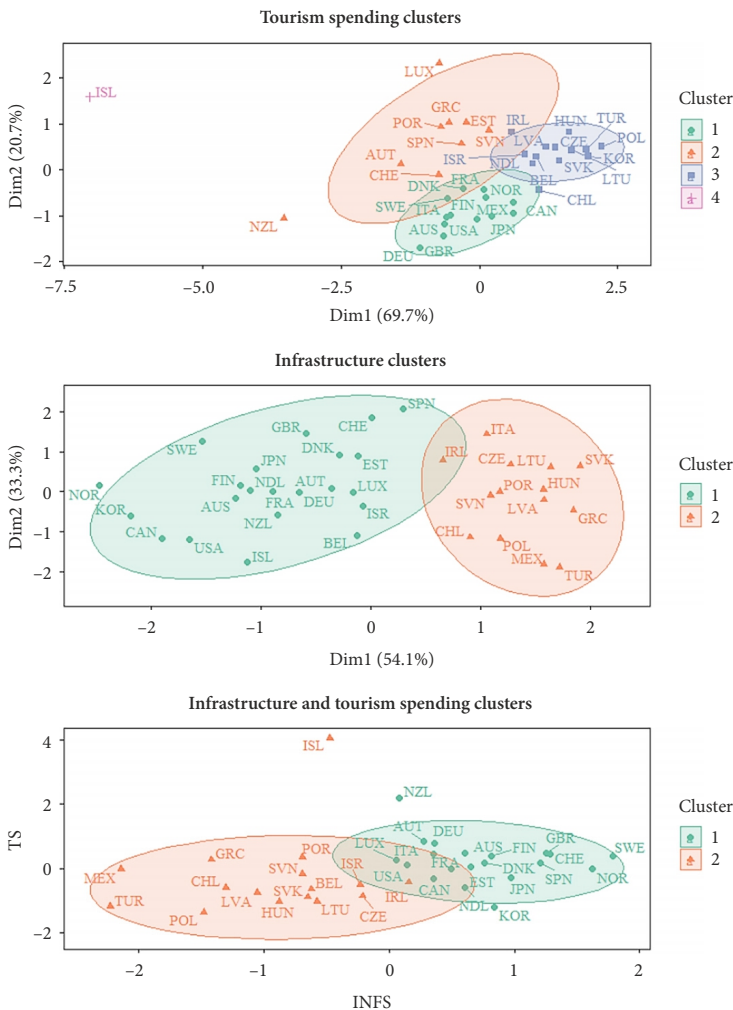 Tourism spending clusters
Dim2 (20.7%)
2
1
0
−1
−2
−7.5
−5.0
−2.5
0
2.5
Dim1 (69.7%)
ISL
LUX
GRC
POR
EST
SPN
SVN
AUT
CHE
NZL
IRL
HUN
TUR
LVA
CZE
POL
ISR
KOR
NDL
SVK
BEL
LTU
CHL
DNK
FRA
NOR
SWE
ITA
FIN
MEX
CAN
AUS
USA
JPN
DEU
GBR
Cluster
1
2
3
4
Infrastructure clusters
Dim2 (33.3%)
2
1
0
−1
−2
−2
−1
0
1
2
Dim1 (54.1%)
SPN
GBR
CHE
SWE
DNK
JPN
EST
FIN
NDL
AUT
LUX
NOR
KOR
AUS
FRA
DEU
ISR
NZL
CAN
USA
ISL
BEL
IRL
ITA
CZE
LTU
SVK
POR
HUN
SVN
LVA
GRC
CHL
POL
MEX
TUR
Cluster
1
2
Infrastructure and tourism spending clusters
TS
4
2
0
−2
−2
−1
0
1
2
INFS
ISL
NZL
AUT
DEU
LUX
ITA
AUS
FIN
GBR
SWE
FRA
DNK
CHE
USA
CAN
EST
JPN
SPN
NOR
NDL
KOR
GRC
POR
MEX
SVN
ISR
CHL
SVK
BEL
TUR
LVA
IRL
POL
HUN
LTU
CZE
Cluster
1
2